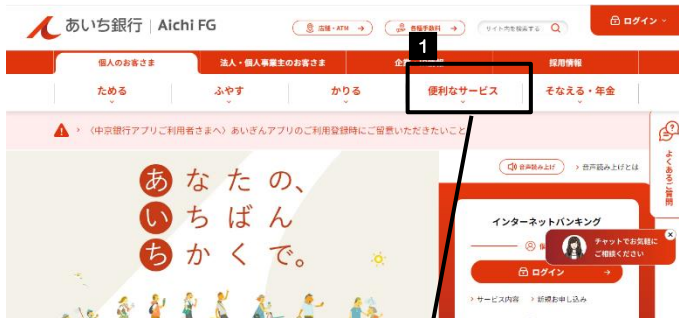 あいち銀行 Aichi FG
店舗・ATM
各種手数料
サイト内を検索する
ログイン
1
個人のお客さま
法人・個人事業主のお客さま
採用情報
ためる
ふやす
かりる
便利なサービス
そなえる・年金
〈中京銀行アプリご利用者さまへ〉あいぎんアプリのご利用登録時にご留意いただきたいこと
音声読み上げ
音声読み上げとは
よくあるご質問
あなたの、
いちばん
ちかくで。
インターネットバンキング
チャットでお気軽に
ご相談ください
ログイン
サービス内容
新規お申し込み